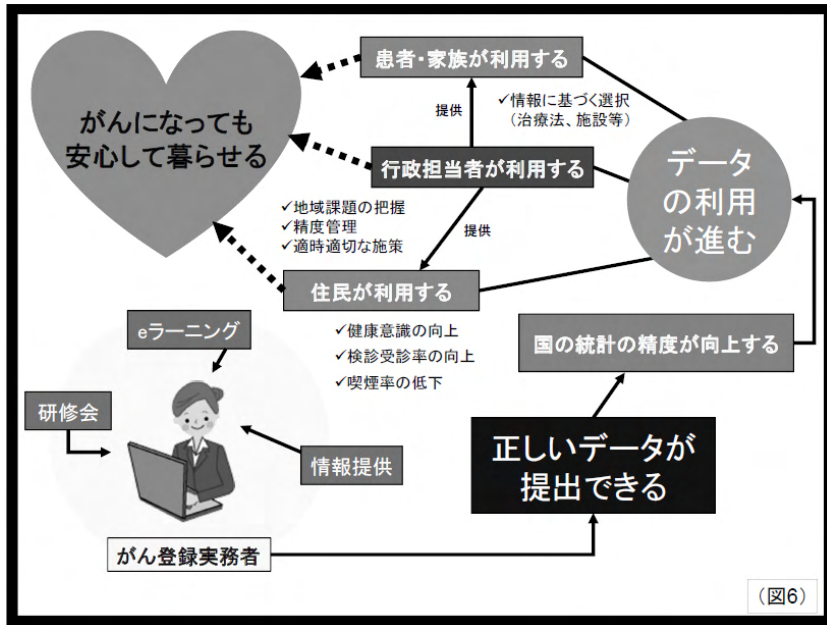 患者・家族が利用する
提供
✓情報に基づく選択
（治療法、施設等）
がんになっても
安心して暮らせる
行政担当者が利用する
データ
の利用
が進む
✓地域課題の把握
✓精度管理
✓適時適切な施策
提供
住民が利用する
✓健康意識の向上
✓検診受診率の向上
✓喫煙率の低下
eラーニング
国の統計の精度が向上する
研修会
情報提供
正しいデータが
提出できる
がん登録実務者
（図6）